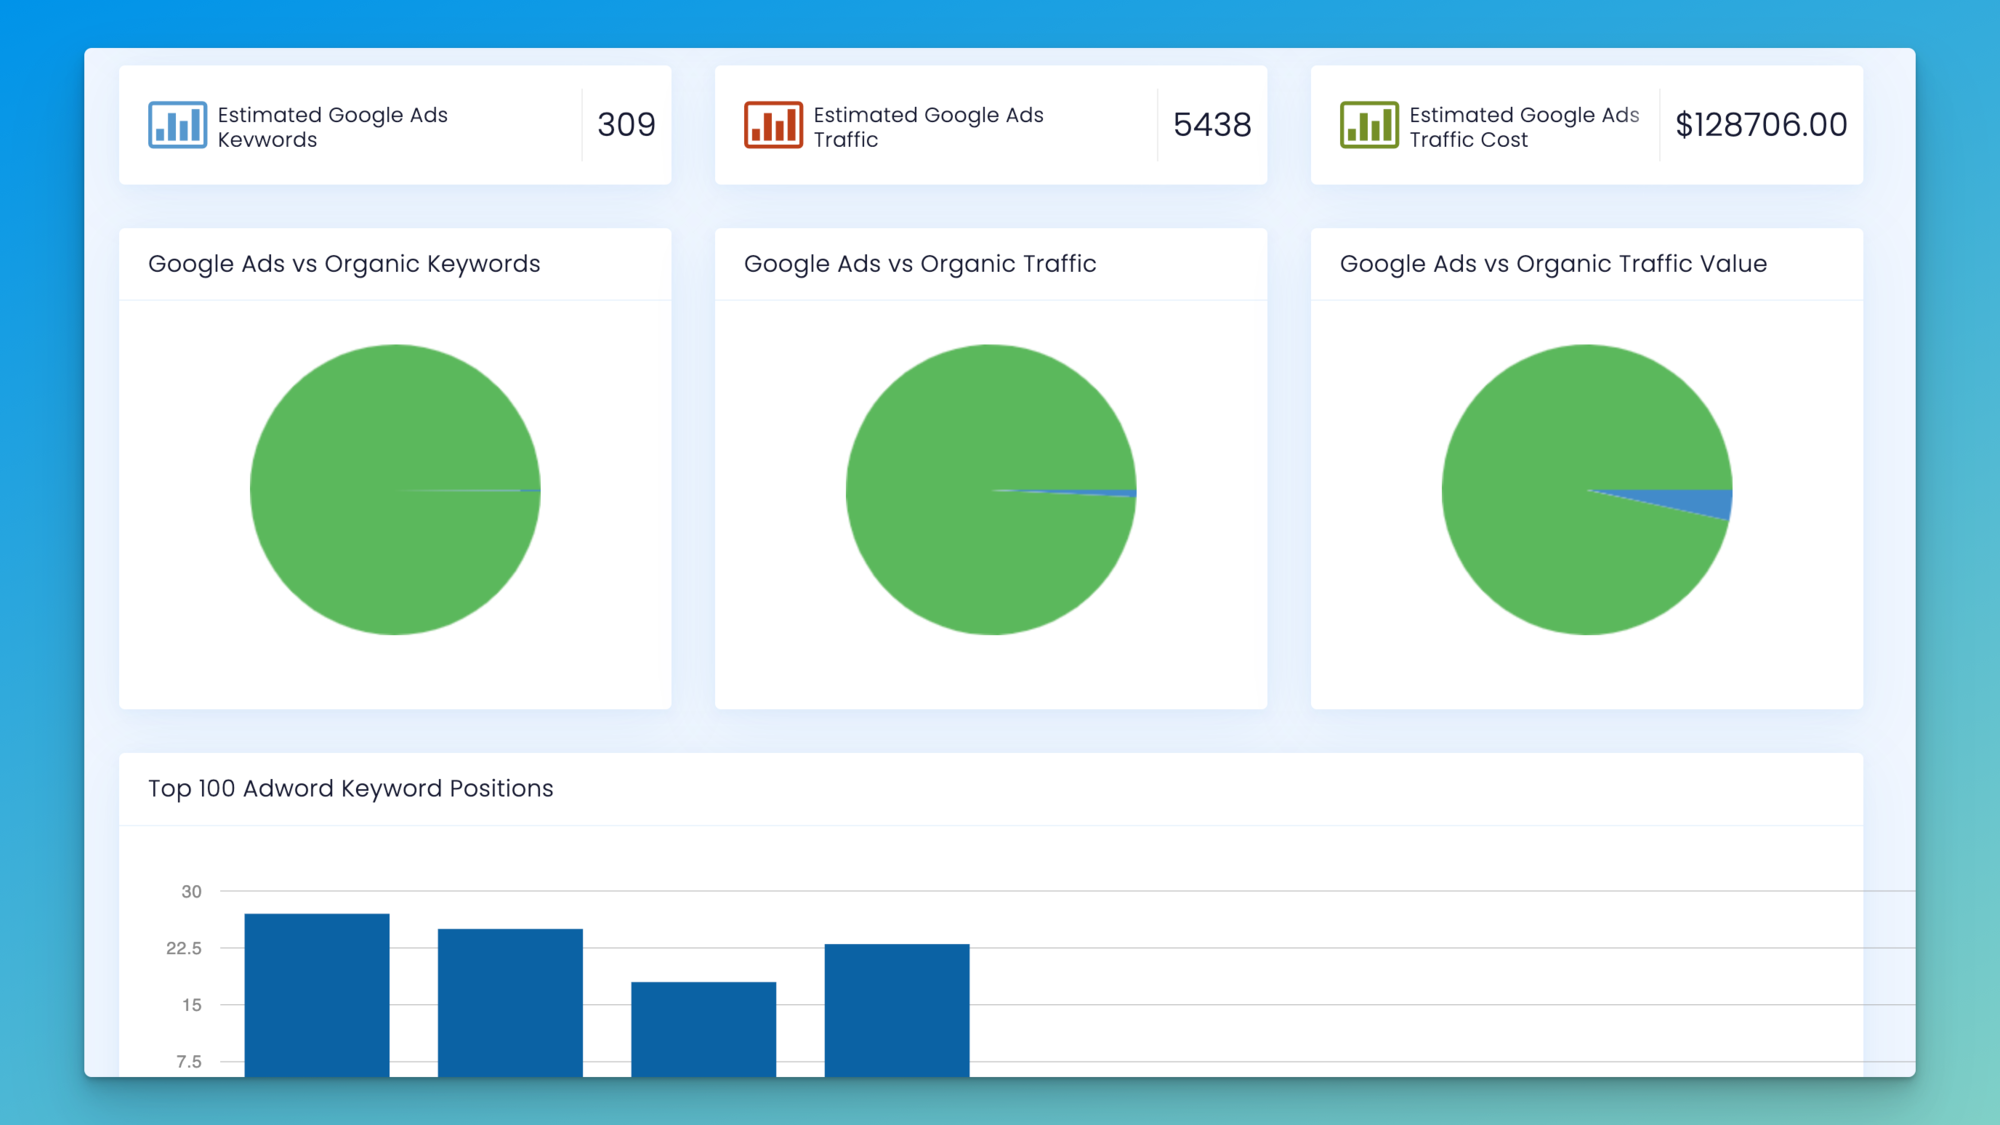 Estimated Google Ads
Keywords
309
Estimated Google Ads
Traffic
5438
Estimated Google Ads
Traffic Cost
$128706.00
Google Ads vs Organic Keywords
Google Ads vs Organic Traffic
Google Ads vs Organic Traffic Value
Top 100 Adword Keyword Positions
30
22.5
15
7.5